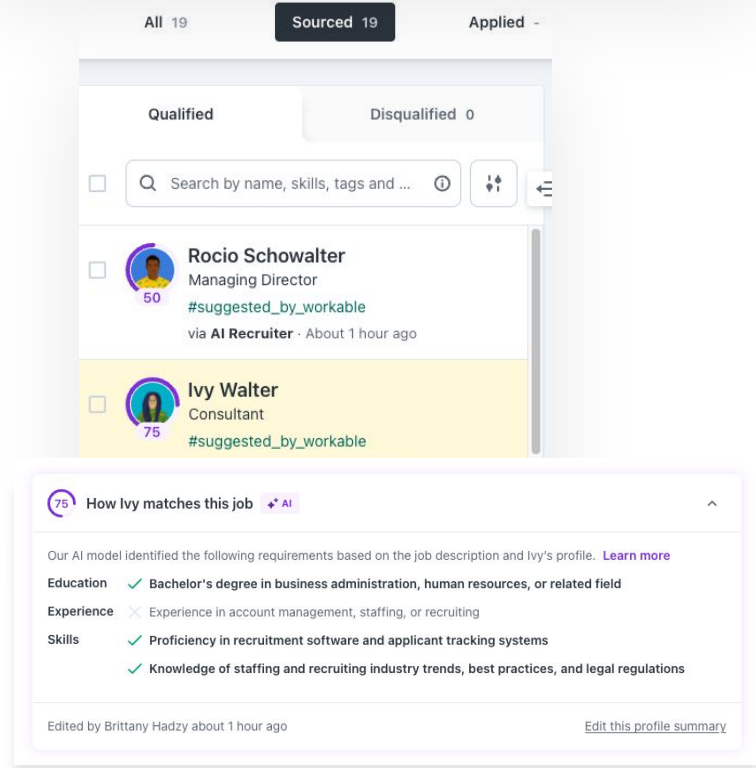 All 19 Sourced 19 Applied -
Qualified Disqualified 0
Search by name, skills, tags and ...
Rocio Schowalter
Managing Director
50
#suggested_by_workable
via AI Recruiter · About 1 hour ago
Ivy Walter
Consultant
75
#suggested_by_workable
75 How Ivy matches this job AI
Our AI model identified the following requirements based on the job description and Ivy's profile. Learn more
Education Bachelor's degree in business administration, human resources, or related field
Experience Experience in account management, staffing, or recruiting
Skills Proficiency in recruitment software and applicant tracking systems
Knowledge of staffing and recruiting industry trends, best practices, and legal regulations
Edited by Brittany Hadzy about 1 hour ago Edit this profile summary